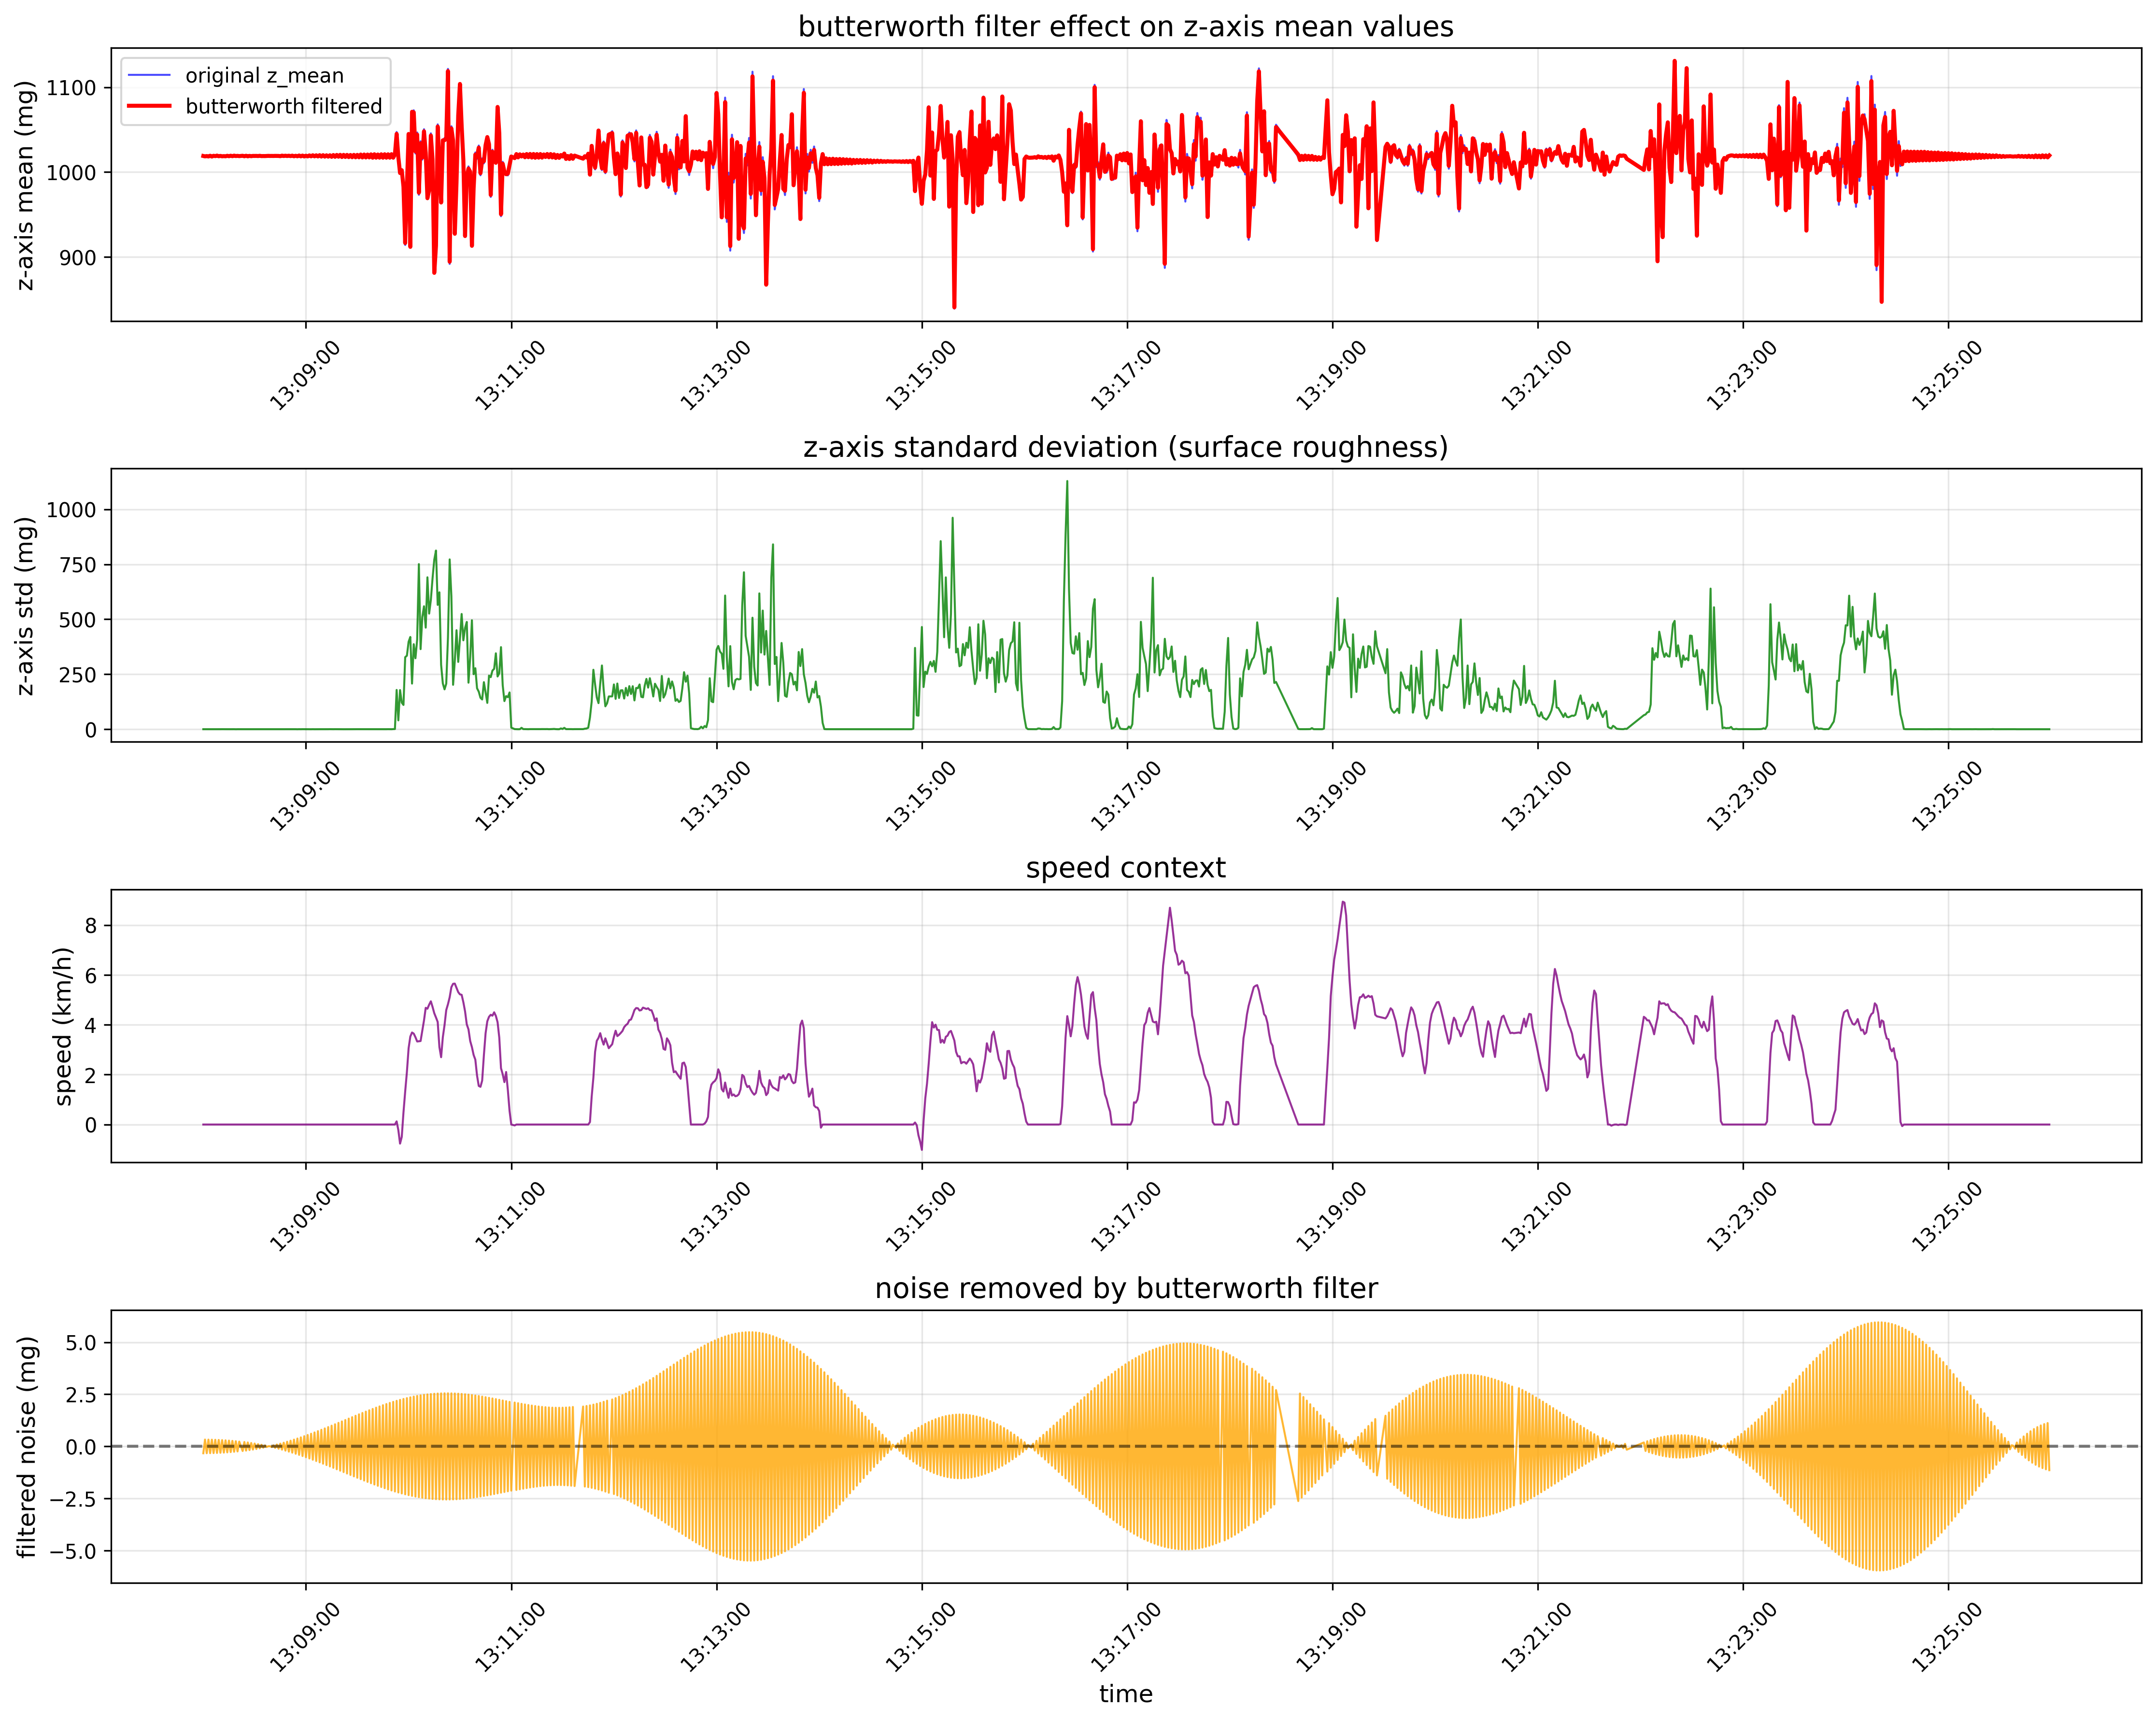 butterworth filter effect on z-axis mean values
original z_mean
butterworth filtered
z-axis mean (mg)
1100
1000
900
13:09:00 13:11:00 13:13:00 13:15:00 13:17:00 13:19:00 13:21:00 13:23:00 13:25:00
z-axis standard deviation (surface roughness)
z-axis std (mg)
1000
750
500
250
0
13:09:00 13:11:00 13:13:00 13:15:00 13:17:00 13:19:00 13:21:00 13:23:00 13:25:00
speed context
speed (km/h)
8
6
4
2
0
13:09:00 13:11:00 13:13:00 13:15:00 13:17:00 13:19:00 13:21:00 13:23:00 13:25:00
noise removed by butterworth filter
filtered noise (mg)
5.0
2.5
0.0
−2.5
−5.0
13:09:00 13:11:00 13:13:00 13:15:00 13:17:00 13:19:00 13:21:00 13:23:00 13:25:00
time